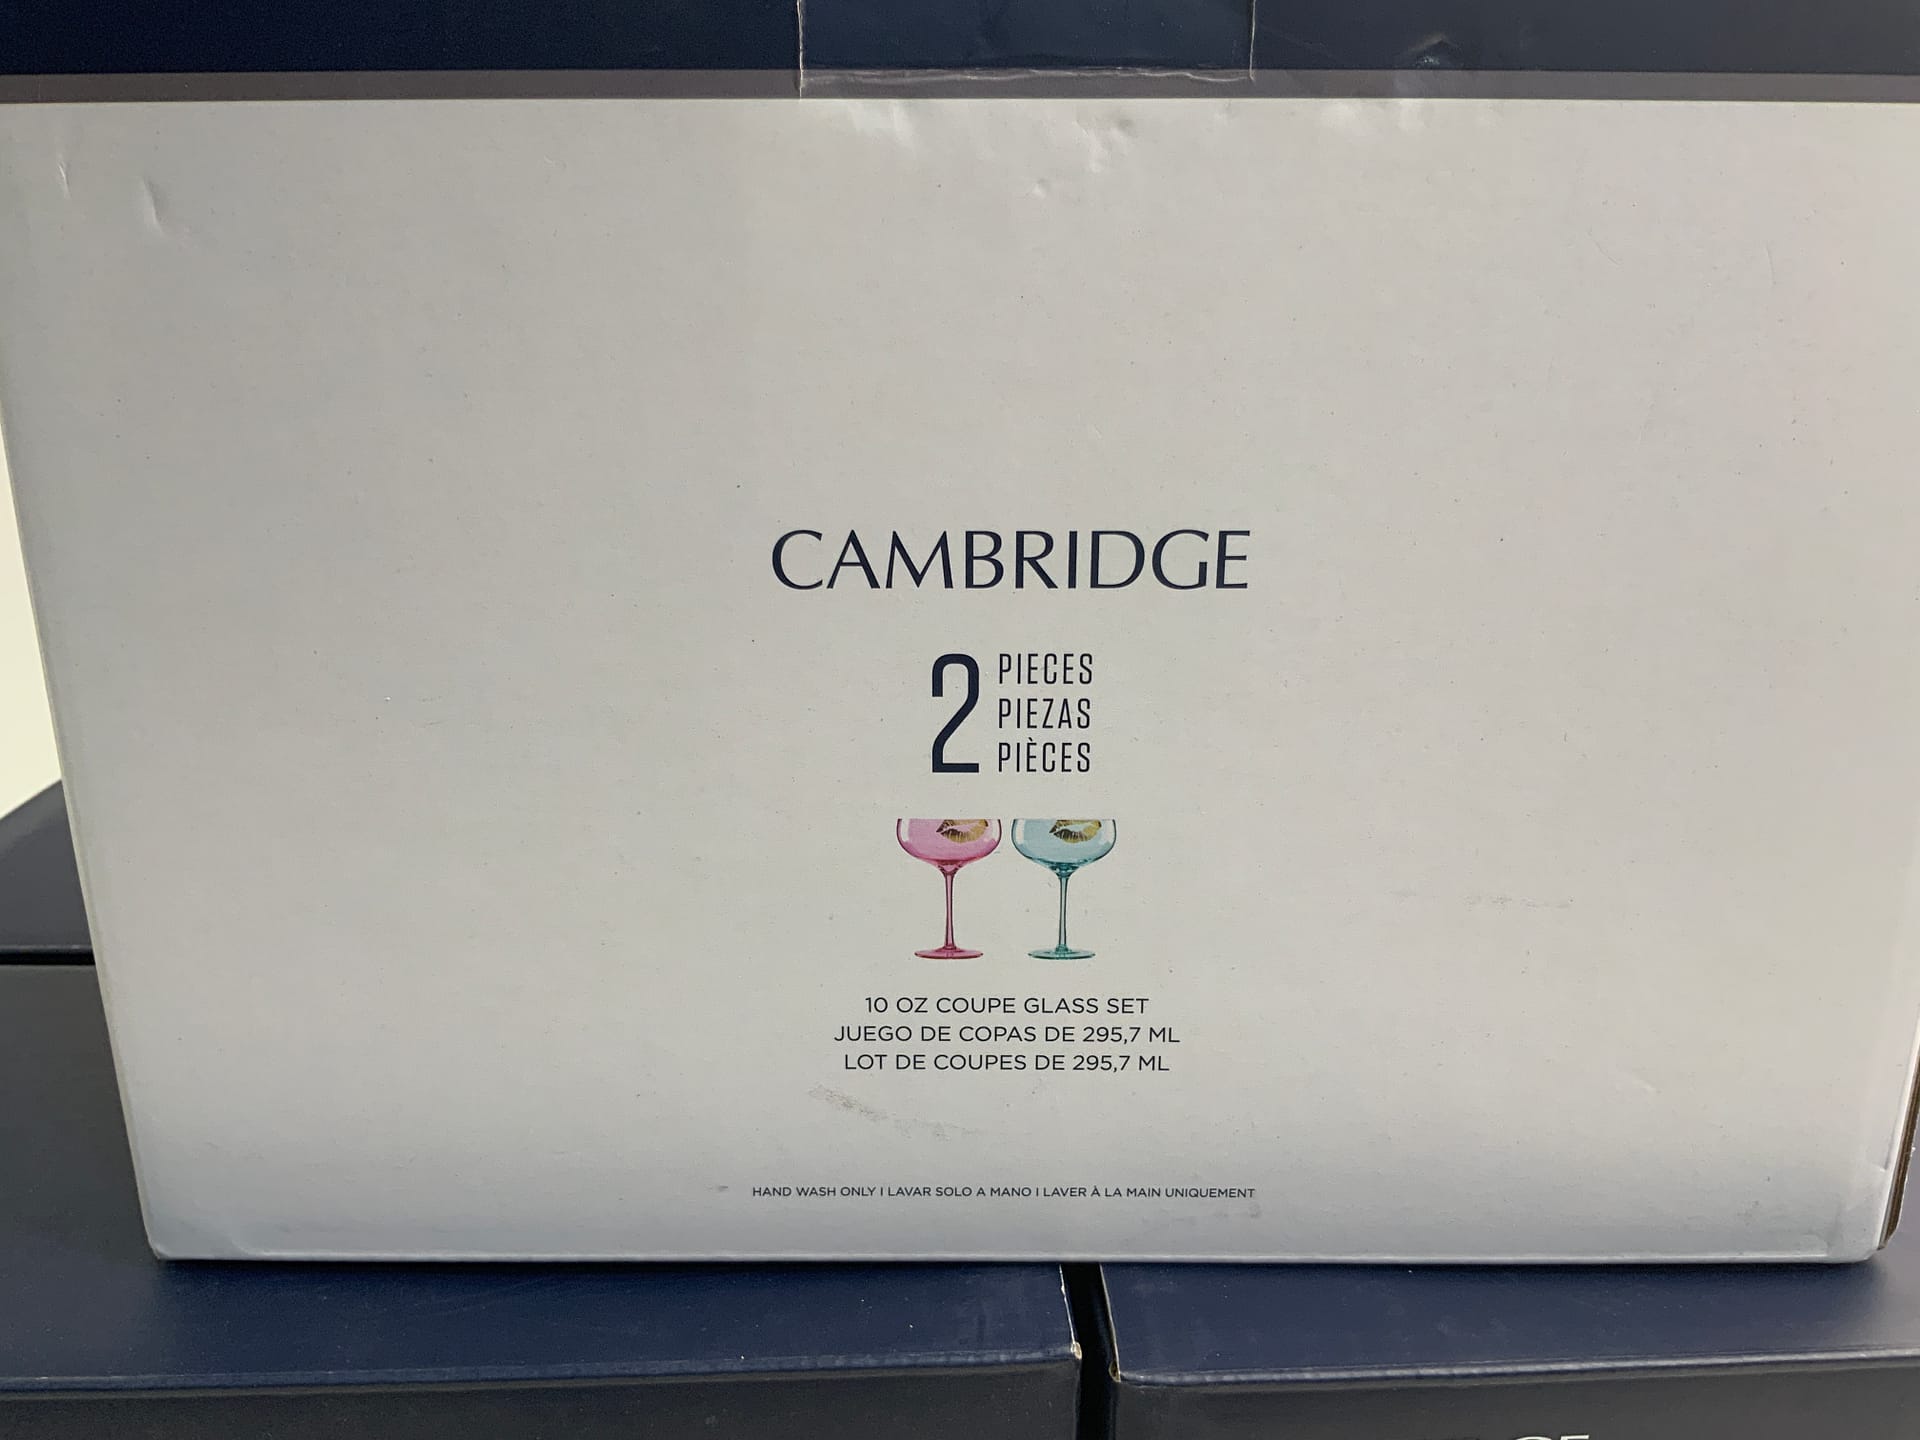 CAMBRIDGE
2 PIECES
PIEZAS
PIÈCES
10 OZ COUPE GLASS SET
JUEGO DE COPAS DE 295,7 ML
LOT DE COUPES DE 295,7 ML
HAND WASH ONLY I LAVAR SOLO A MANO I LAVER À LA MAIN UNIQUEMENT